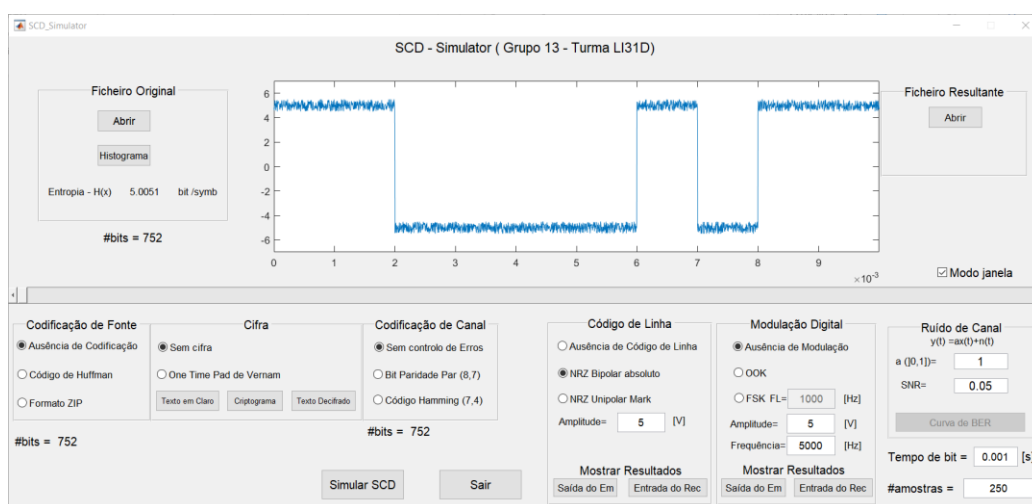 SCD_Simulator
SCD - Simulator ( Grupo 13 - Turma LI31D)
Ficheiro Original
Abrir
Histograma
Entropia - H(x) 5.0051 bit /symb
#bits = 752
6
4
2
0
-2
-4
-6
0 1 2 3 4 5 6 7 8 9
×10-3
Ficheiro Resultante
Abrir
Modo janela
Codificação de Fonte
Ausência de Codificação
Código de Huffman
Formato ZIP
#bits = 752
Cifra
Sem cifra
One Time Pad de Vernam
Texto em Claro Criptograma Texto Decifrado
Codificação de Canal
Sem controlo de Erros
Bit Paridade Par (8,7)
Código Hamming (7,4)
#bits = 752
Simular SCD Sair
Código de Linha
Ausência de Código de Linha
NRZ Bipolar absoluto
NRZ Unipolar Mark
Amplitude= 5 [V]
Mostrar Resultados
Saída do Em Entrada do Rec
Modulação Digital
Ausência de Modulação
OOK
FSK FL= 1000 [Hz]
Amplitude= 5 [V]
Frequência= 5000 [Hz]
Mostrar Resultados
Saída do Em Entrada do Rec
Ruído de Canal
y(t) =ax(t)+n(t)
a (]0,1])= 1
SNR= 0.05
Curva de BER
Tempo de bit = 0.001 [s]
#amostras = 250